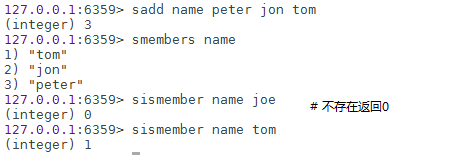 127.0.0.1:6359> sadd name peter jon tom
(integer) 3
127.0.0.1:6359> smembers name
1) "tom"
2) "jon"
3) "peter"
127.0.0.1:6359> sismember name joe # 不存在返回0
(integer) 0
127.0.0.1:6359> sismember name tom
(integer) 1